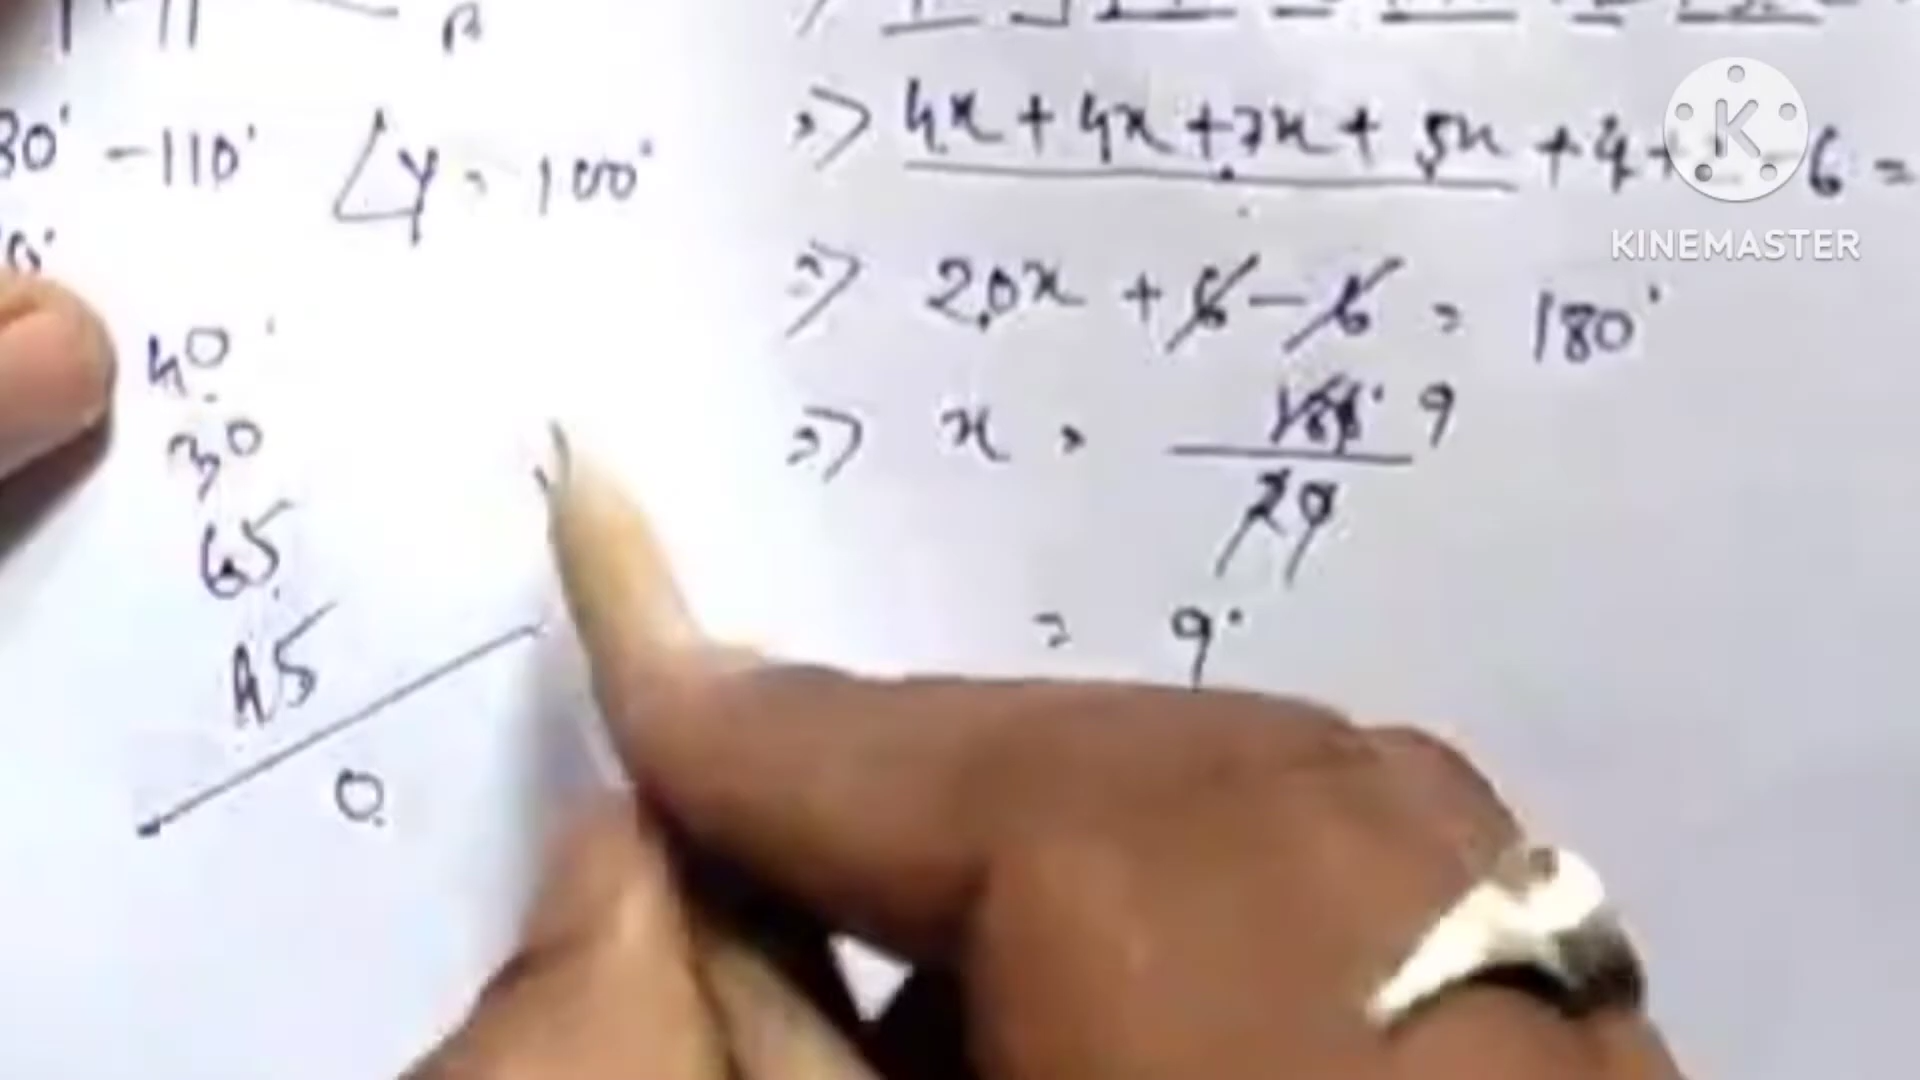 -110° ∠y = 100°
40°
30
65
45
0
⇒ 4x + 4x + 7x + 5x + 4 + - 6 =
⇒ 20x + 6 - 6 = 180°
⇒ x = 180° 9
20
= 9°
K
KINEMASTER